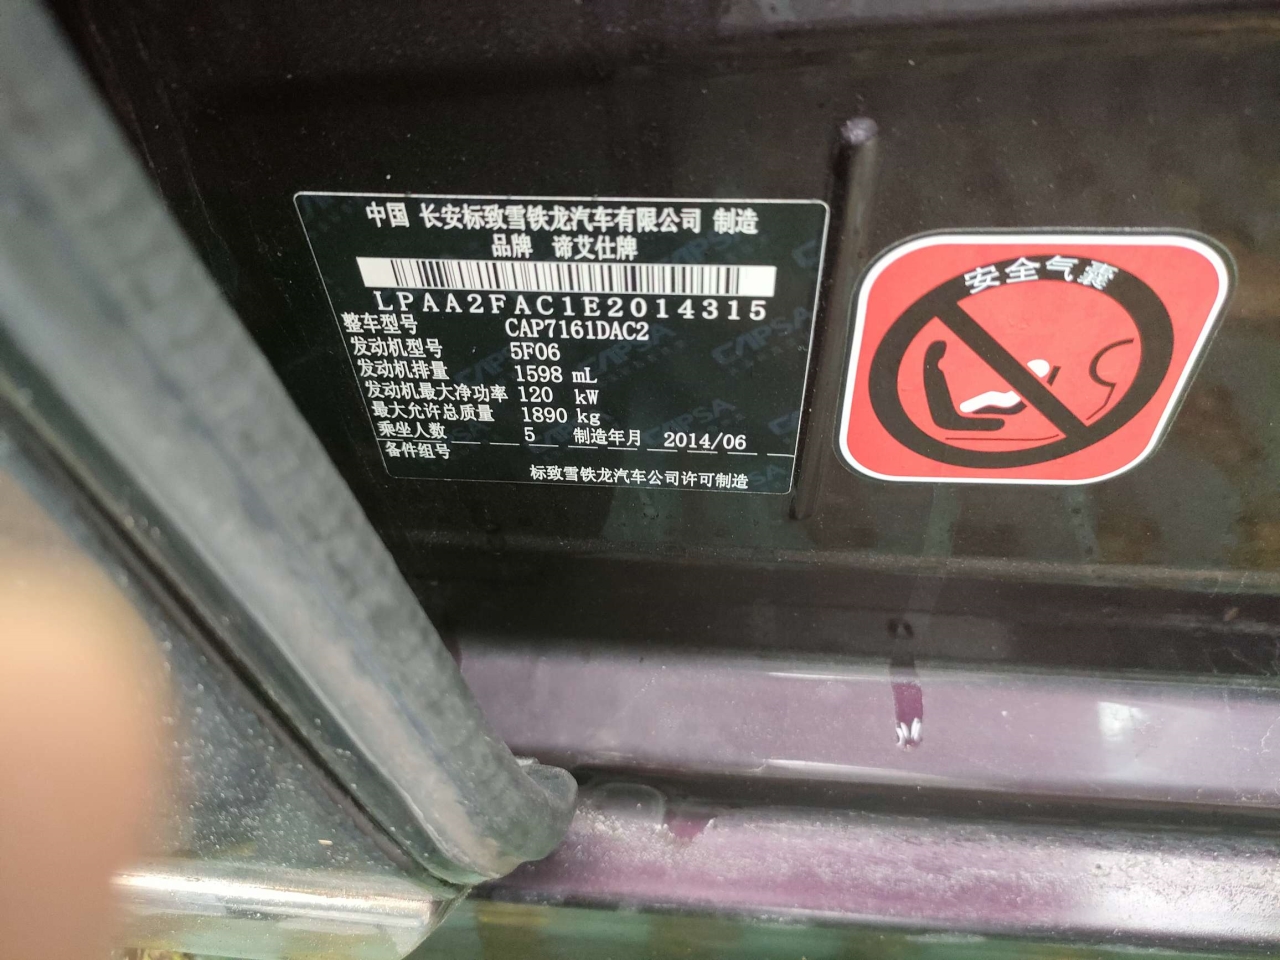 中国 长安标致雪铁龙汽车有限公司 制造
品牌 谛艾仕牌
LPAA2FAC1E2014315
整车型号 CAP7161DAC2
发动机型号 5F06
发动机排量 1598 mL
发动机最大净功率 120 kW
最大允许总质量 1890 kg
乘坐人数 5 制造年月 2014/06
备件组号
标致雪铁龙汽车公司许可制造
安全气囊